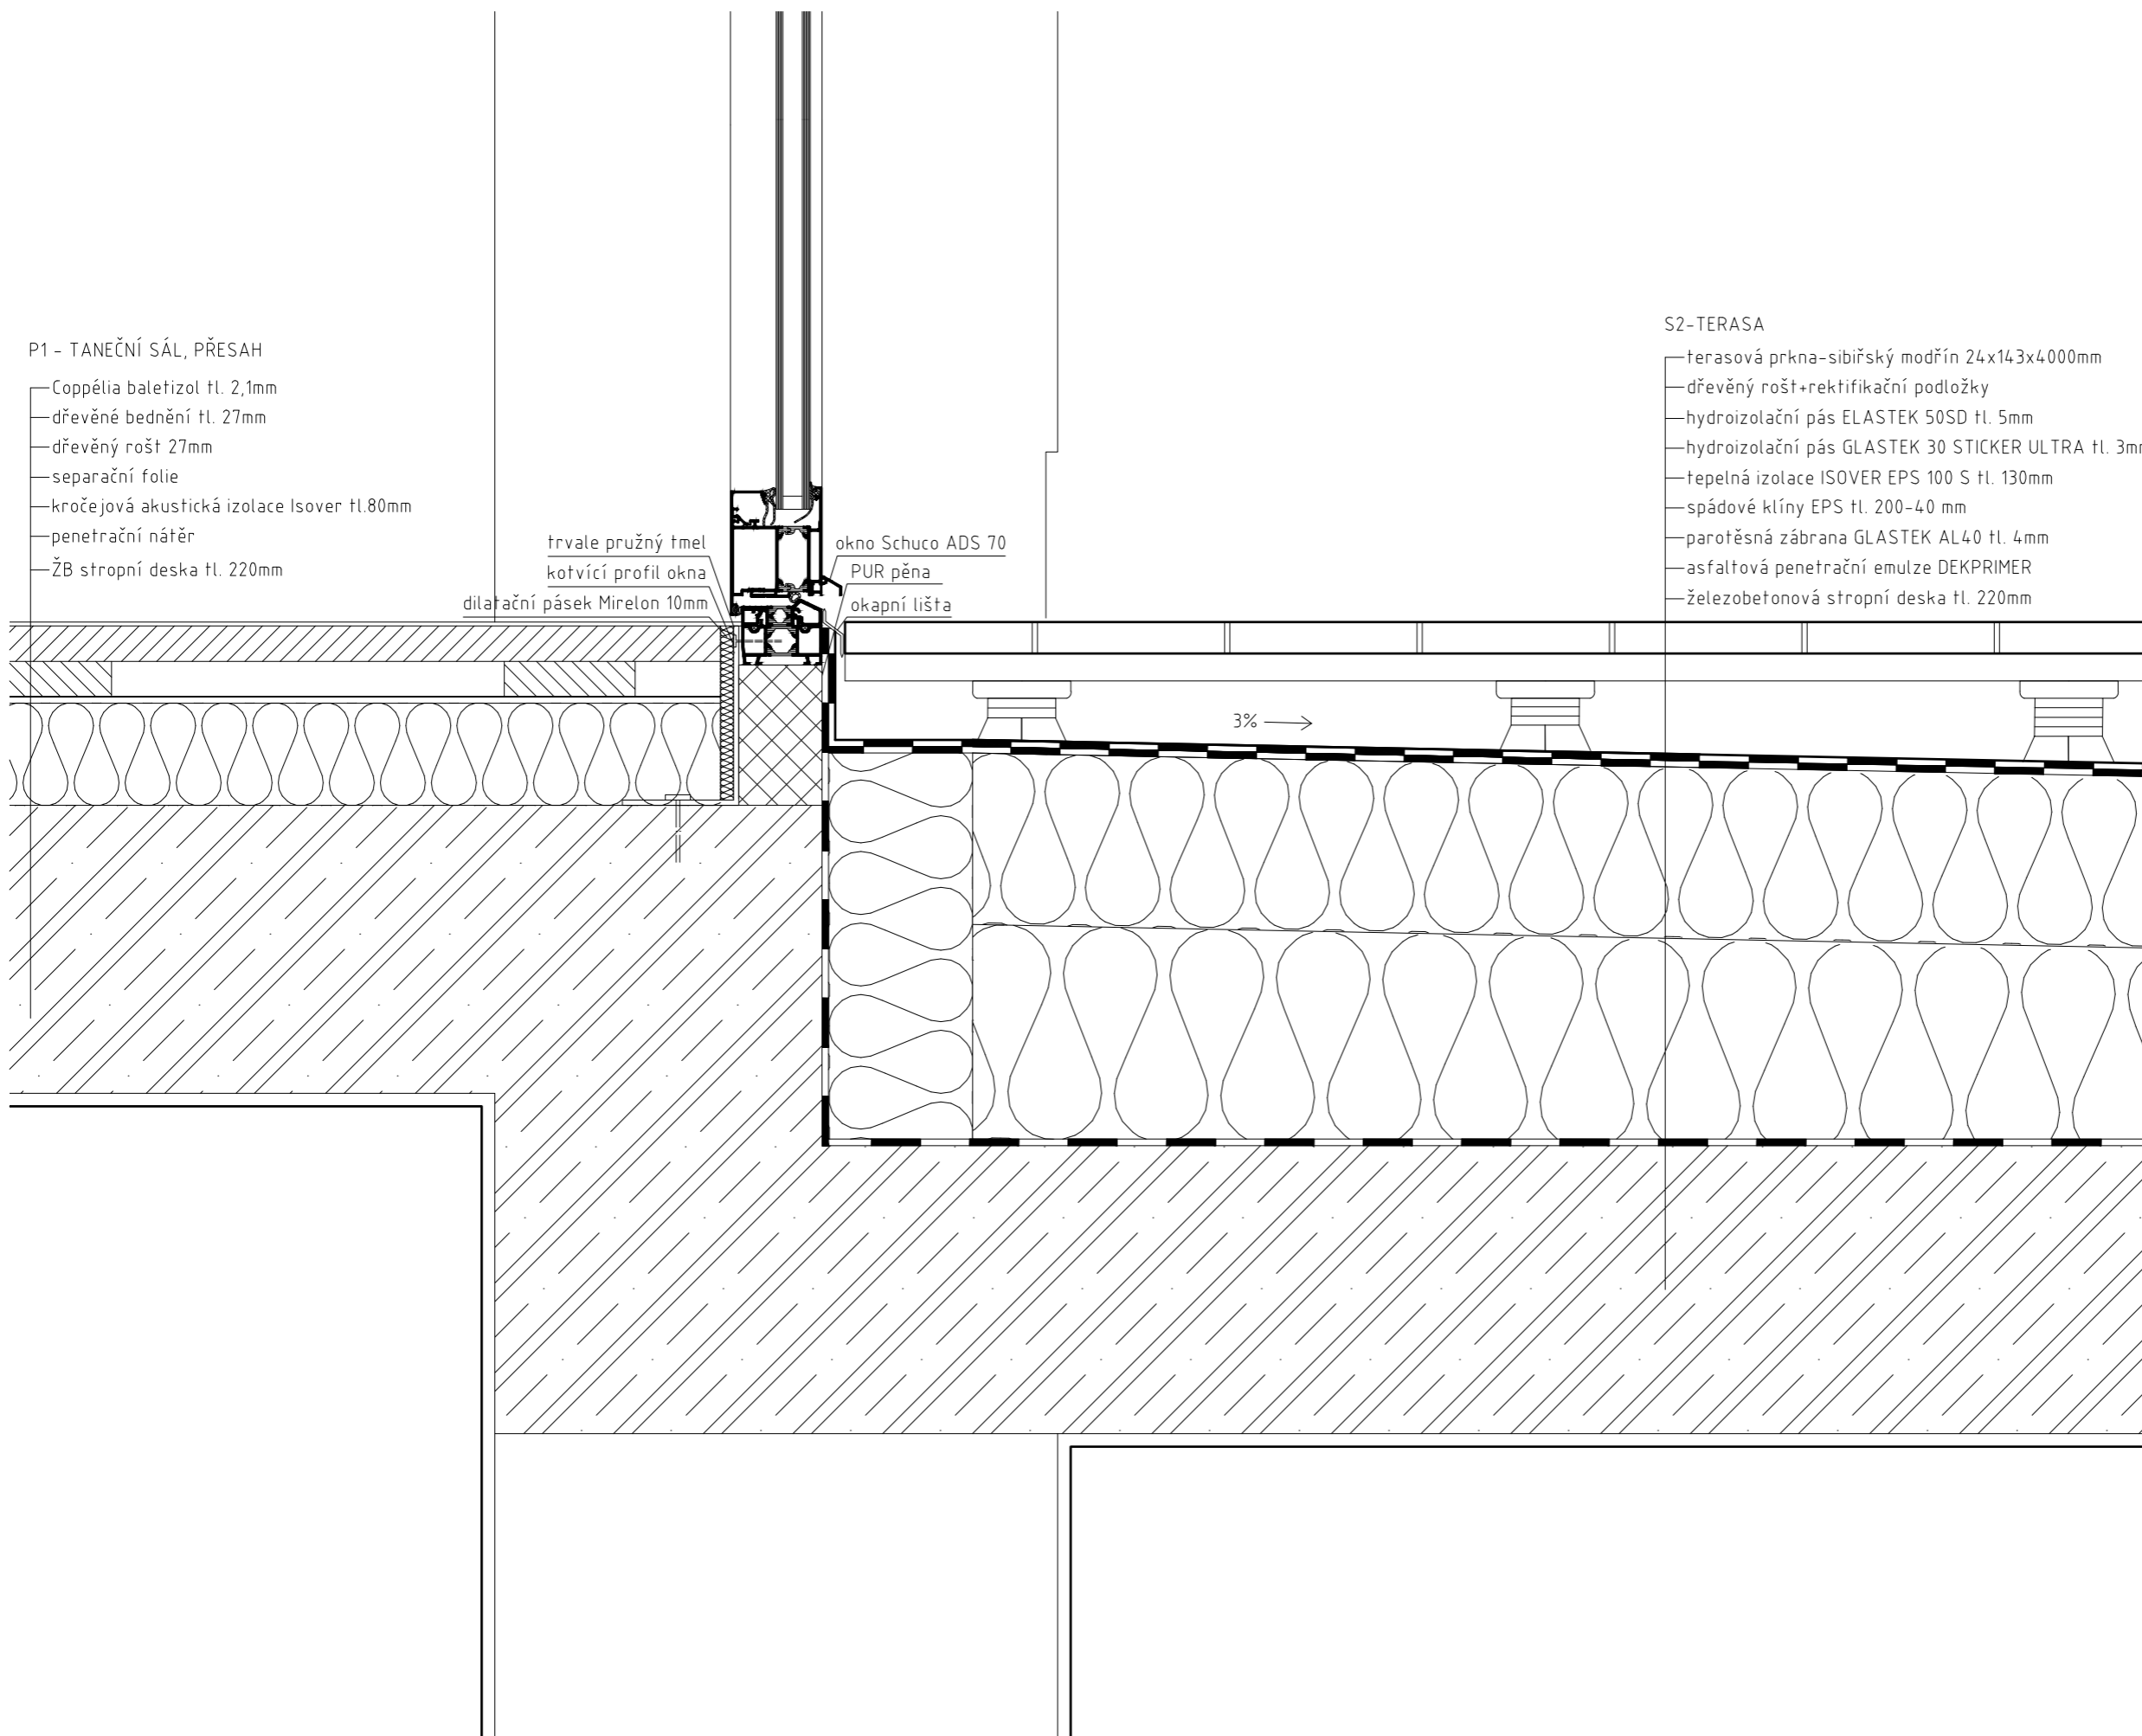 P1 - TANEČNÍ SÁL, PŘESAH
Coppélia baletizol tl. 2,1mm
dřevěné bednění tl. 27mm
dřevěný rošt 27mm
separační folie
kročejová akustická izolace Isover tl.80mm
penetrační nátěr
ŽB stropní deska tl. 220mm
trvale pružný tmel
kotvící profil okna
dilatační pásek Mirelon 10mm
okno Schuco ADS 70
PUR pěna
okapní lišta
S2-TERASA
terasová prkna-sibiřský modřín 24x143x4000mm
dřevěný rošt+rektifikační podložky
hydroizolační pás ELASTEK 50SD tl. 5mm
hydroizolační pás GLASTEK 30 STICKER ULTRA tl. 3mm
tepelná izolace ISOVER EPS 100 S tl. 130mm
spádové klíny EPS tl. 200-40 mm
parotěsná zábrana GLASTEK AL40 tl. 4mm
asfaltová penetrační emulze DEKPRIMER
železobetonová stropní deska tl. 220mm
3%